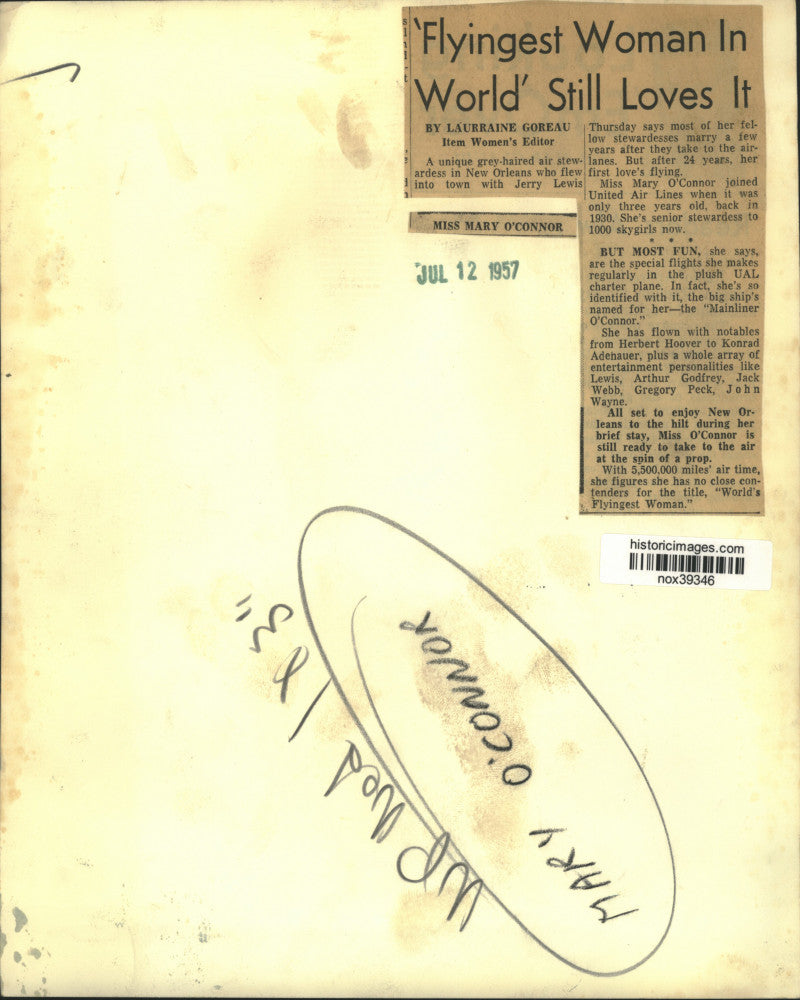 'Flyingest Woman In
World' Still Loves It
BY LAURRAINE GOREAU
Item Women's Editor
A unique grey-haired air stew-
ardess in New Orleans who flew
into town with Jerry Lewis
Thursday says most of her fel-
low stewardesses marry a few
years after they take to the air-
lanes. But after 24 years, her
first love's flying.
Miss Mary O'Connor joined
United Air Lines when it was
only three years old, back in
1930. She's senior stewardess to
1000 skygirls now.
* * *
BUT MOST FUN, she says,
are the special flights she makes
regularly in the plush UAL
charter plane. In fact, she's so
identified with it, the big ship's
named for her—the "Mainliner
O'Connor."
She has flown with notables
from Herbert Hoover to Konrad
Adenauer, plus a whole array of
entertainment personalities like
Lewis, Arthur Godfrey, Jack
Webb, Gregory Peck, John
Wayne.
All set to enjoy New Or-
leans to the hilt during her
brief stay, Miss O'Connor is
still ready to take to the air
at the spin of a prop.
With 5,500,000 miles' air time,
she figures she has no close con-
tenders for the title, "World's
Flyingest Woman."
MISS MARY O'CONNOR
JUL 12 1957
historicimages.com
nox39346
MARY O'CONNOR